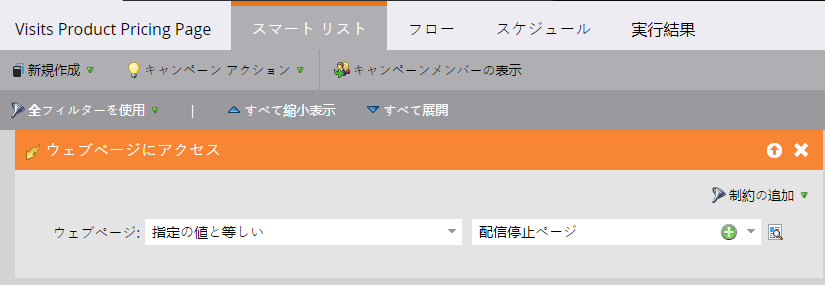 Visits Product Pricing Page スマート リスト フロー スケジュール 実行結果
新規作成 キャンペーン アクション キャンペーンメンバーの表示
全フィルターを使用 | すべて縮小表示 すべて展開
ウェブページにアクセス
制約の追加
ウェブページ: 指定の値と等しい 配信停止ページ